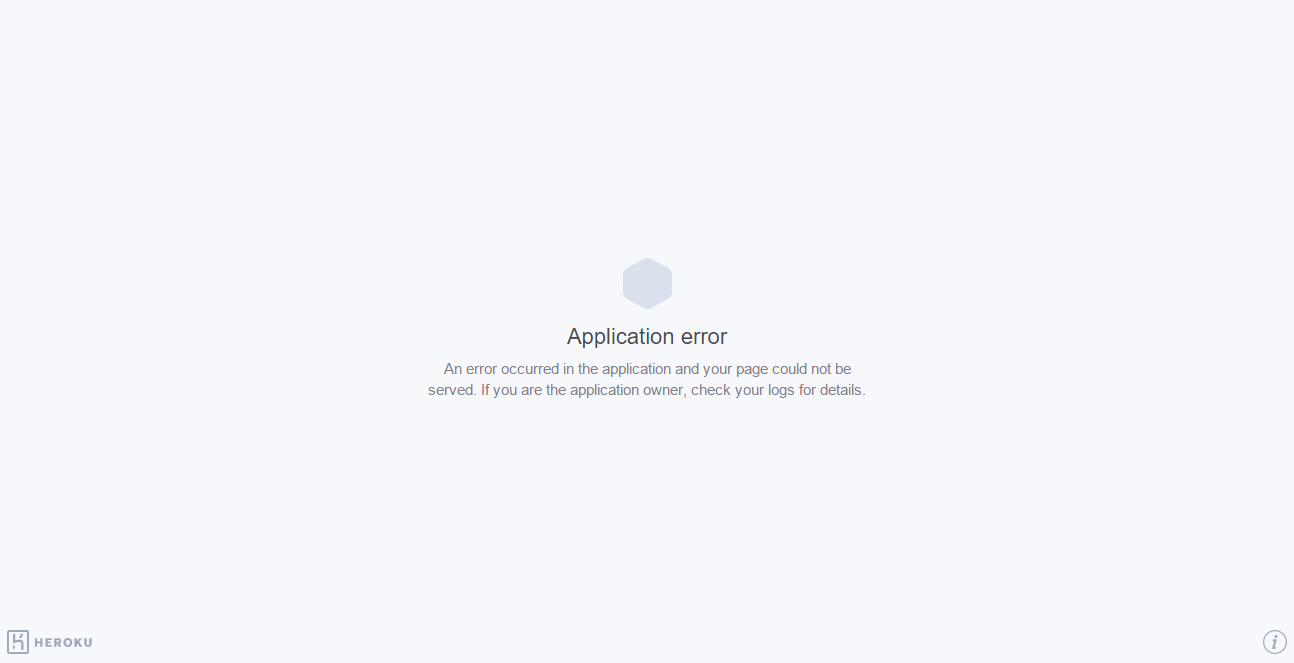 Application error
An error occurred in the application and your page could not be
served. If you are the application owner, check your logs for details.
HEROKU
i